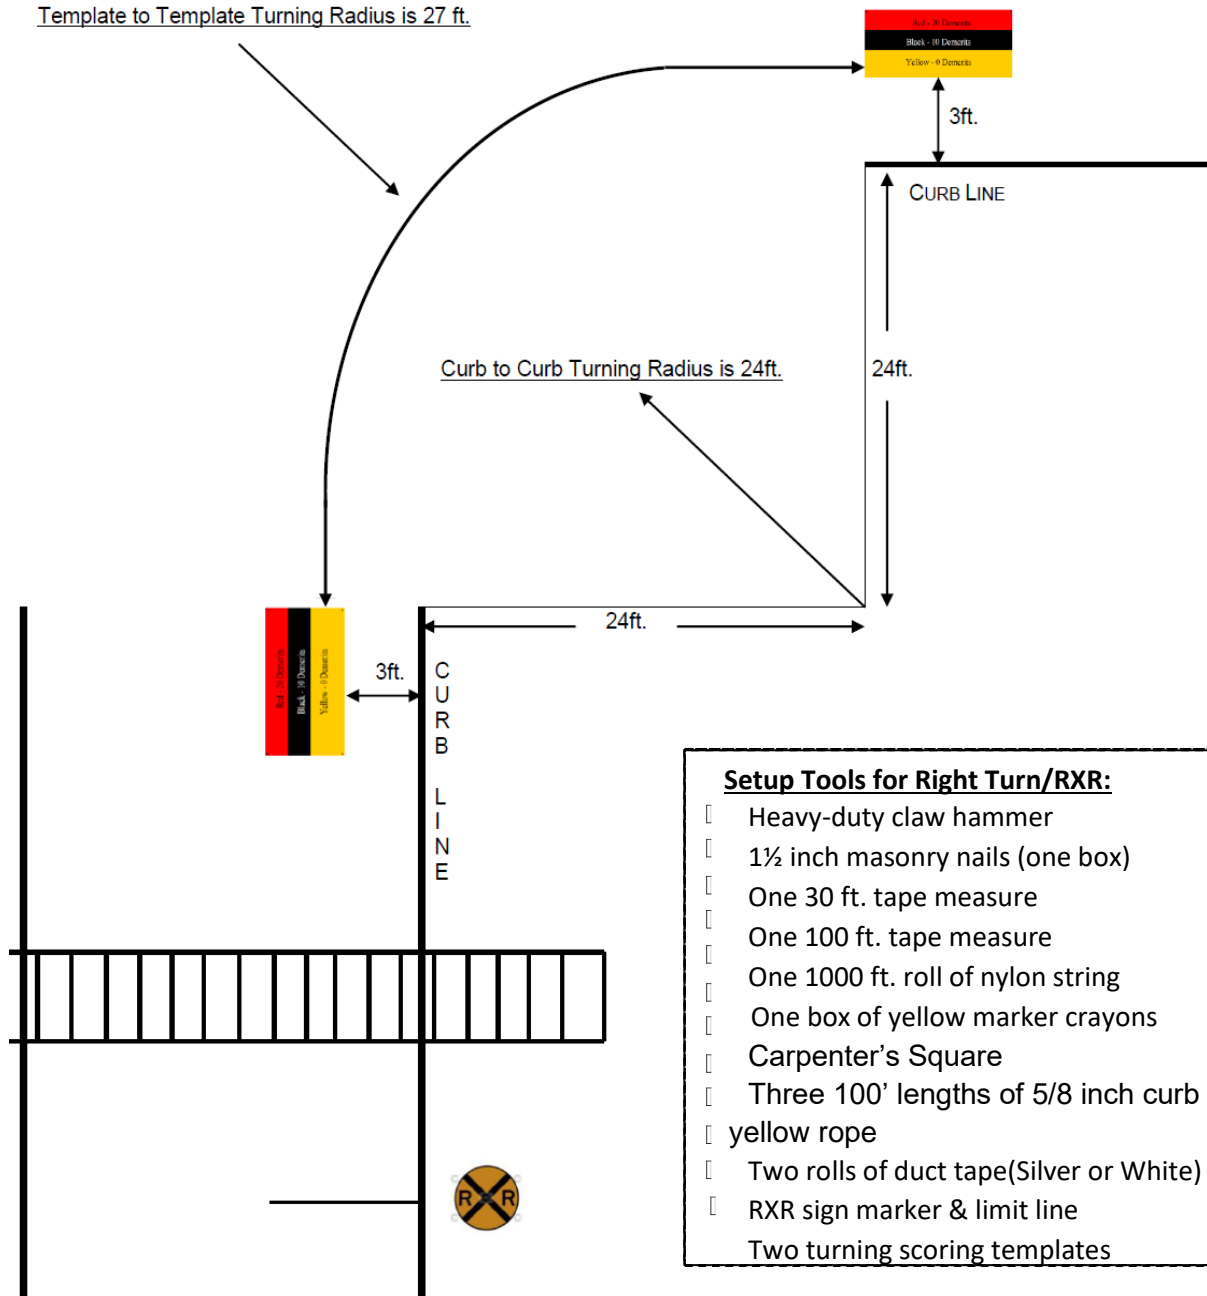 Template to Template Turning Radius is 27 ft.
Red - 20 Demerits
Black - 10 Demerits
Yellow - 0 Demerits
3ft.
CURB LINE
Curb to Curb Turning Radius is 24ft.
24ft.
24ft.
Red - 20 Demerits
Black - 10 Demerits
Yellow - 0 Demerits
3ft.
CURB LINE
R R
Setup Tools for Right Turn/RXR:
Heavy-duty claw hammer
1½ inch masonry nails (one box)
One 30 ft. tape measure
One 100 ft. tape measure
One 1000 ft. roll of nylon string
One box of yellow marker crayons
Carpenter’s Square
Three 100’ lengths of 5/8 inch curb
yellow rope
Two rolls of duct tape(Silver or White)
RXR sign marker & limit line
Two turning scoring templates